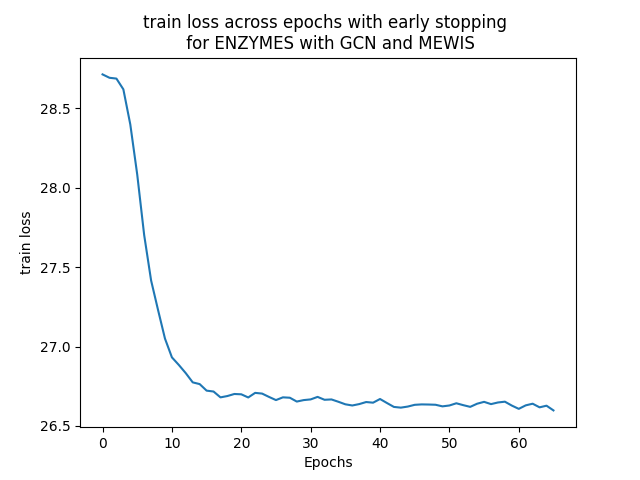 train loss across epochs with early stopping
for ENZYMES with GCN and MEWIS
28.5
28.0
27.5
27.0
26.5
train loss
0 10 20 30 40 50 60
Epochs